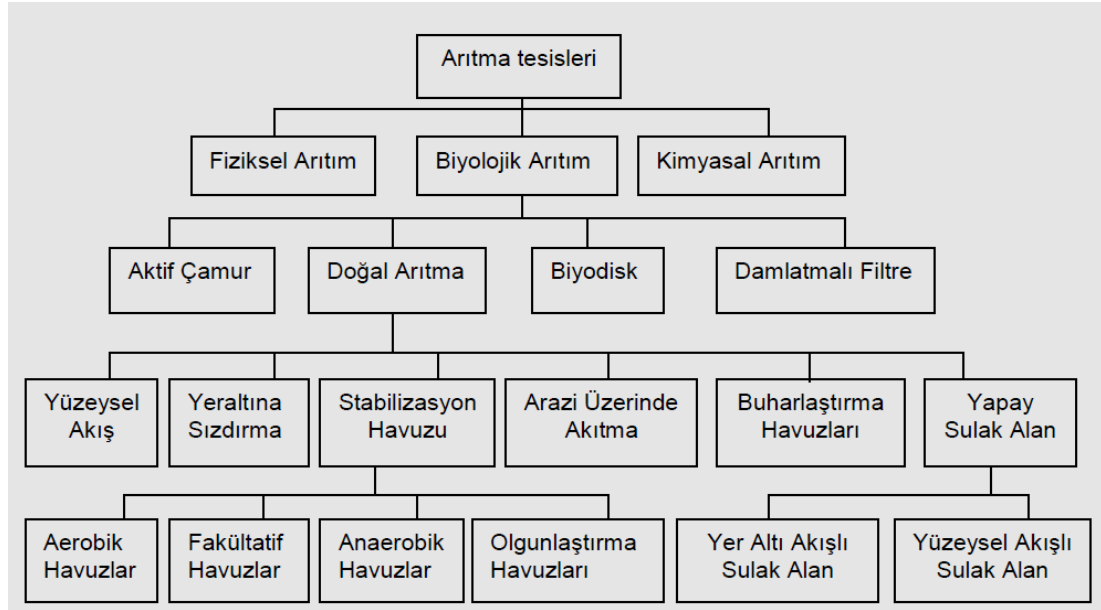 Arıtma tesisleri
Fiziksel Arıtım
Biyolojik Arıtım
Kimyasal Arıtım
Aktif Çamur
Doğal Arıtma
Biyodisk
Damlatmalı Filtre
Yüzeysel
Akış
Yeraltına
Sızdırma
Stabilizasyon
Havuzu
Arazi Üzerinde
Akıtma
Buharlaştırma
Havuzları
Yapay
Sulak Alan
Aerobik
Havuzlar
Fakültatif
Havuzlar
Anaerobik
Havuzlar
Olgunlaştırma
Havuzları
Yer Altı Akışlı
Sulak Alan
Yüzeysel Akışlı
Sulak Alan